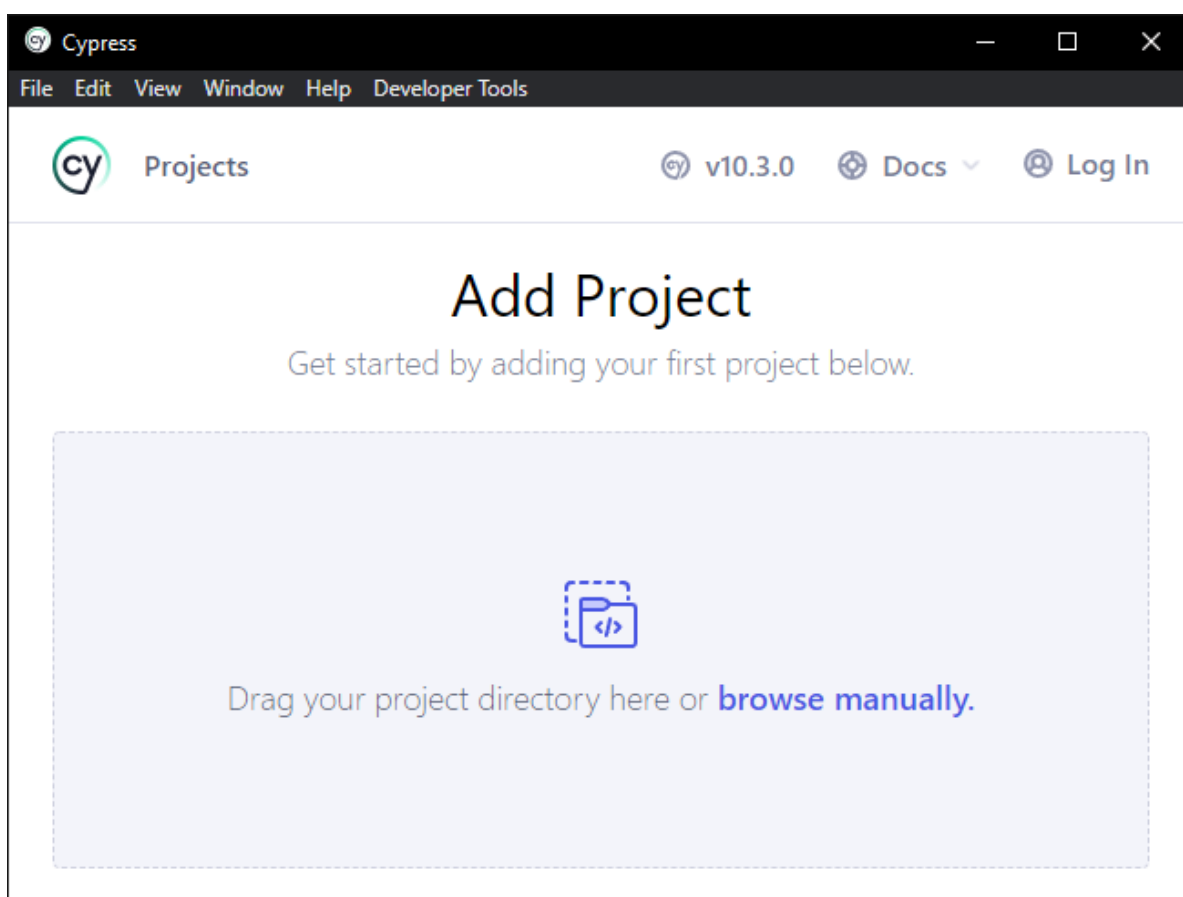 Cypress
File Edit View Window Help Developer Tools
cy Projects v10.3.0 Docs Log In
Add Project
Get started by adding your first project below.
</>
Drag your project directory here or browse manually.